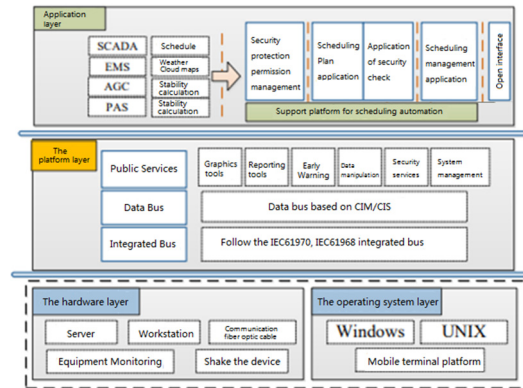 Application
layer
SCADA
Schedule
EMS
Weather
Cloud maps
AGC
Stability
calculation
PAS
Stability
calculation
Security
protection
permission
management
Scheduling
Plan
application
Application
of security
check
Scheduling
management
application
Open interface
Support platform for scheduling automation
The
platform layer
Public Services
Graphics
tools
Reporting
tools
Early
Warning
Data
manipulation
Security
services
System
management
Data Bus
Data bus based on CIM/CIS
Integrated Bus
Follow the IEC61970, IEC61968 integrated bus
The hardware layer
Server
Workstation
Communication
fiber optic cable
Equipment Monitoring
Shake the device
The operating system layer
Windows
UNIX
Mobile terminal platform